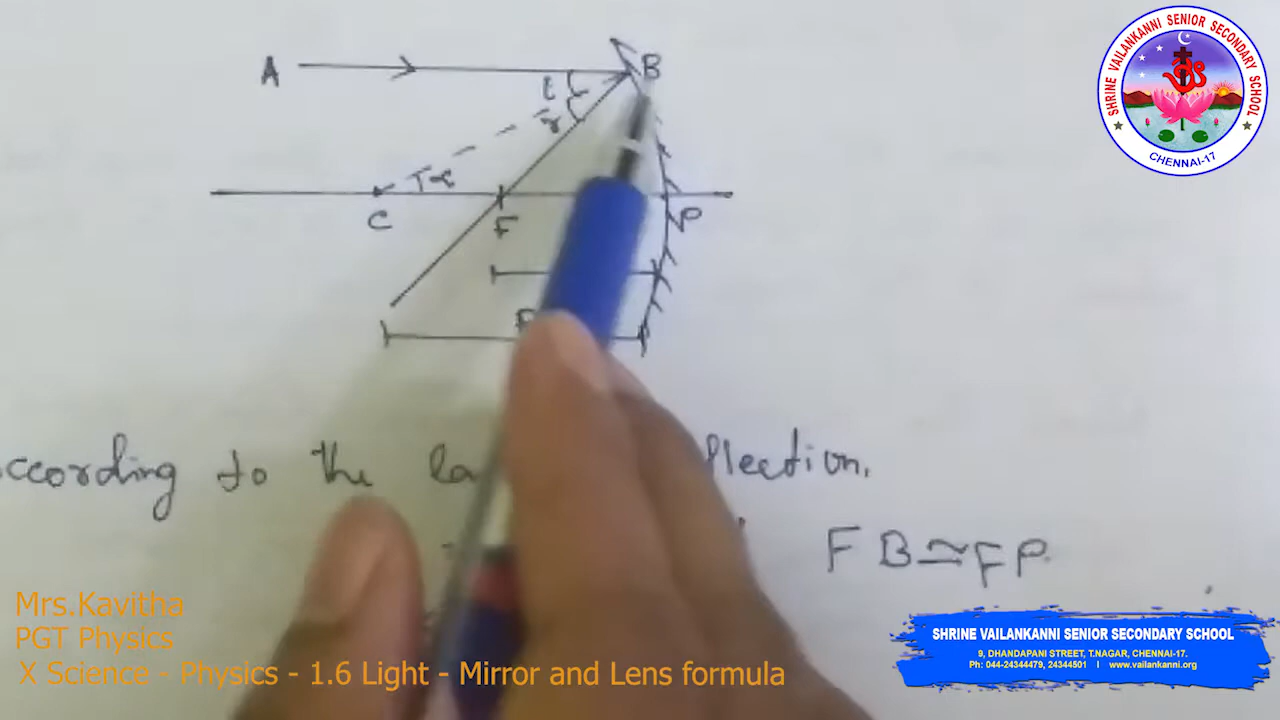 A
B
i
r
C
F
P
According to the la
flection.
FB≅FP.
Mrs.Kavitha
PGT Physics
X Science - Physics - 1.6 Light - Mirror and Lens formula
SHRINE VAILANKANNI SENIOR SECONDARY SCHOOL
CHENNAI-17
SHRINE VAILANKANNI SENIOR SECONDARY SCHOOL
9, DHANDAPANI STREET, T.NAGAR, CHENNAI-17.
Ph: 044-24344479, 24344501 I www.vailankanni.org